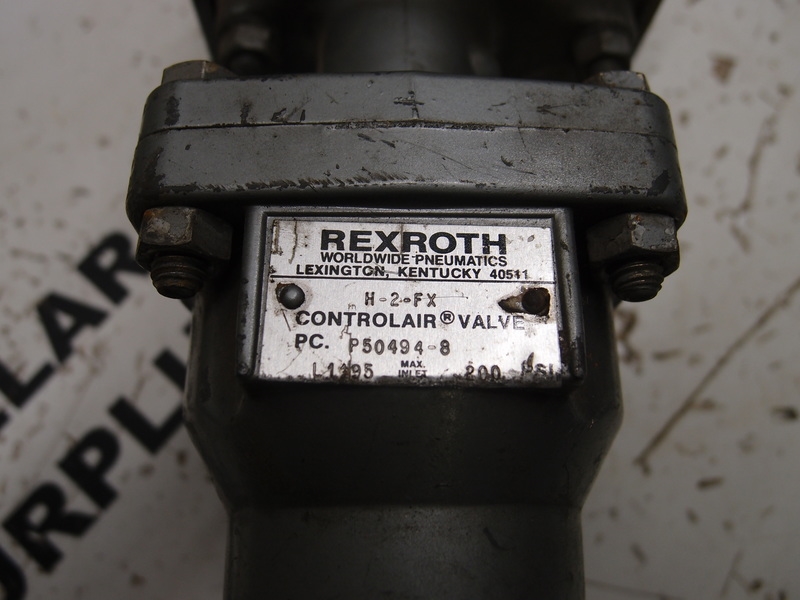 REXROTH
WORLDWIDE PNEUMATICS
LEXINGTON, KENTUCKY 40511
H-2-FX
CONTROLAIR® VALVE
PC. P50494-8
MAX. INLET 200 PSI